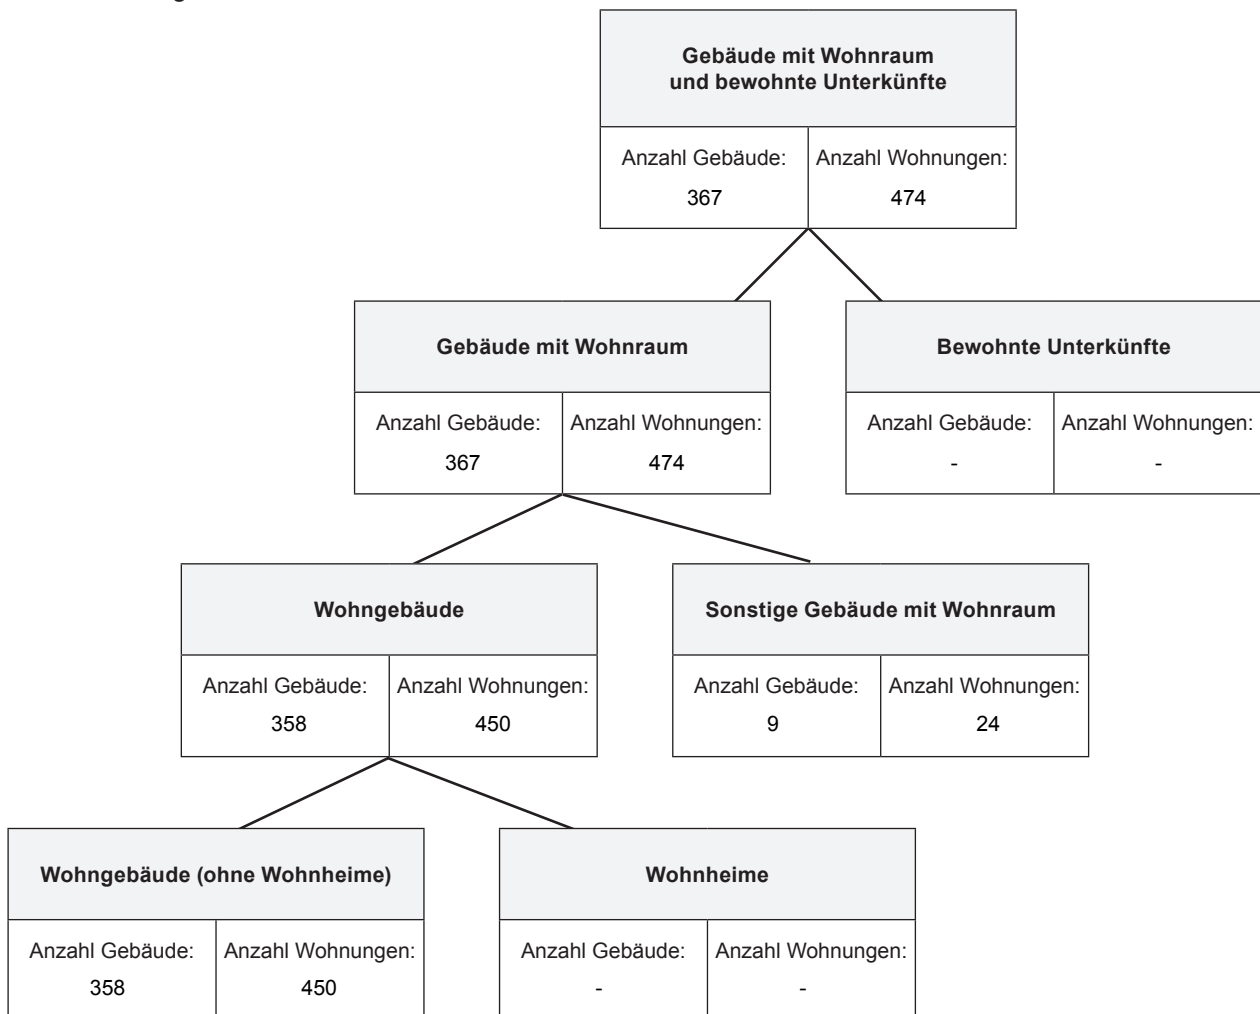 Gebäude mit Wohnraum
und bewohnte Unterkünfte
Anzahl Gebäude: Anzahl Wohnungen:
367 474
Gebäude mit Wohnraum
Anzahl Gebäude: Anzahl Wohnungen:
367 474
Bewohnte Unterkünfte
Anzahl Gebäude: Anzahl Wohnungen:
- -
Wohngebäude
Anzahl Gebäude: Anzahl Wohnungen:
358 450
Sonstige Gebäude mit Wohnraum
Anzahl Gebäude: Anzahl Wohnungen:
9 24
Wohngebäude (ohne Wohnheime)
Anzahl Gebäude: Anzahl Wohnungen:
358 450
Wohnheime
Anzahl Gebäude: Anzahl Wohnungen:
- -